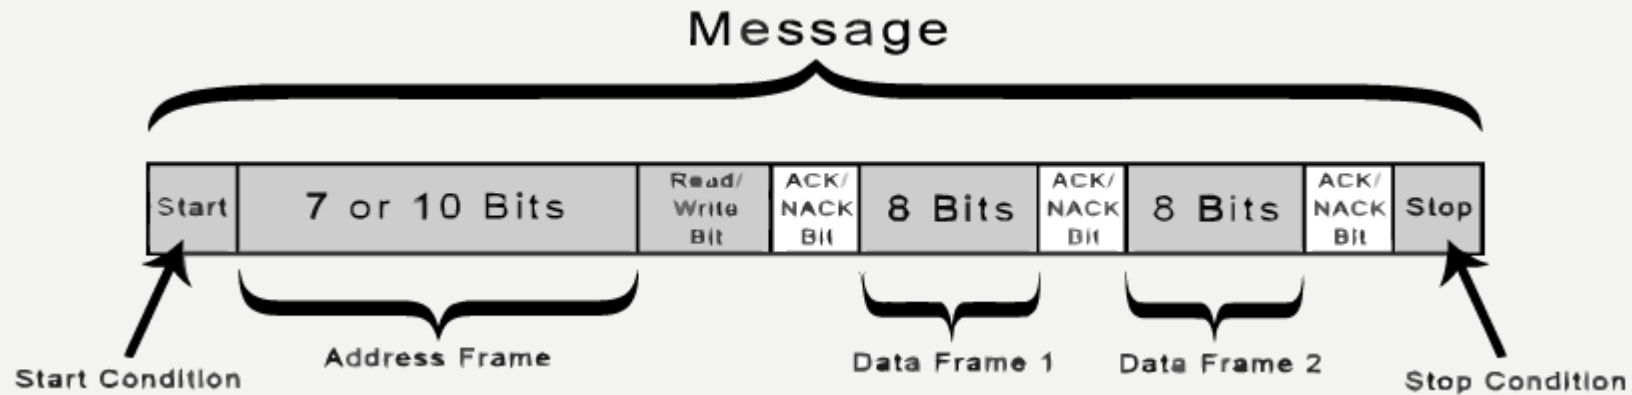 Message
Start
7 or 10 Bits
Read/
Write
Bit
ACK/
NACK
Bit
8 Bits
ACK/
NACK
Bit
8 Bits
ACK/
NACK
Bit
Stop
Address Frame
Data Frame 1
Data Frame 2
Start Condition
Stop Condition